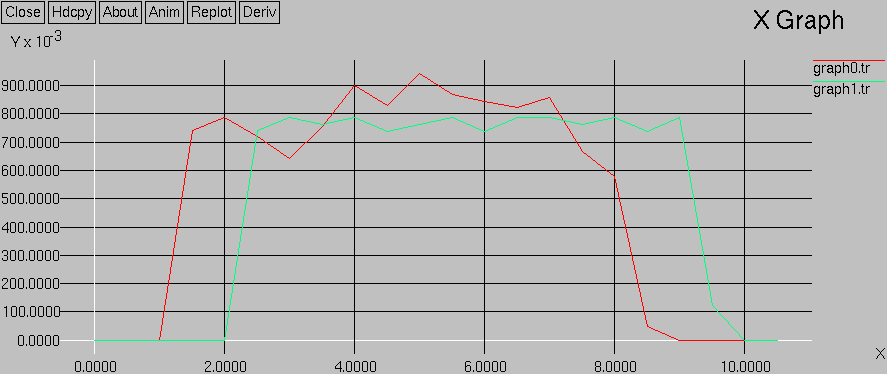 Close Hdcpy About Anim Replot Deriv
X Graph
Y x 10-3
graph0.tr
graph1.tr
900.0000
800.0000
700.0000
600.0000
500.0000
400.0000
300.0000
200.0000
100.0000
0.0000
X
0.0000 2.0000 4.0000 6.0000 8.0000 10.0000